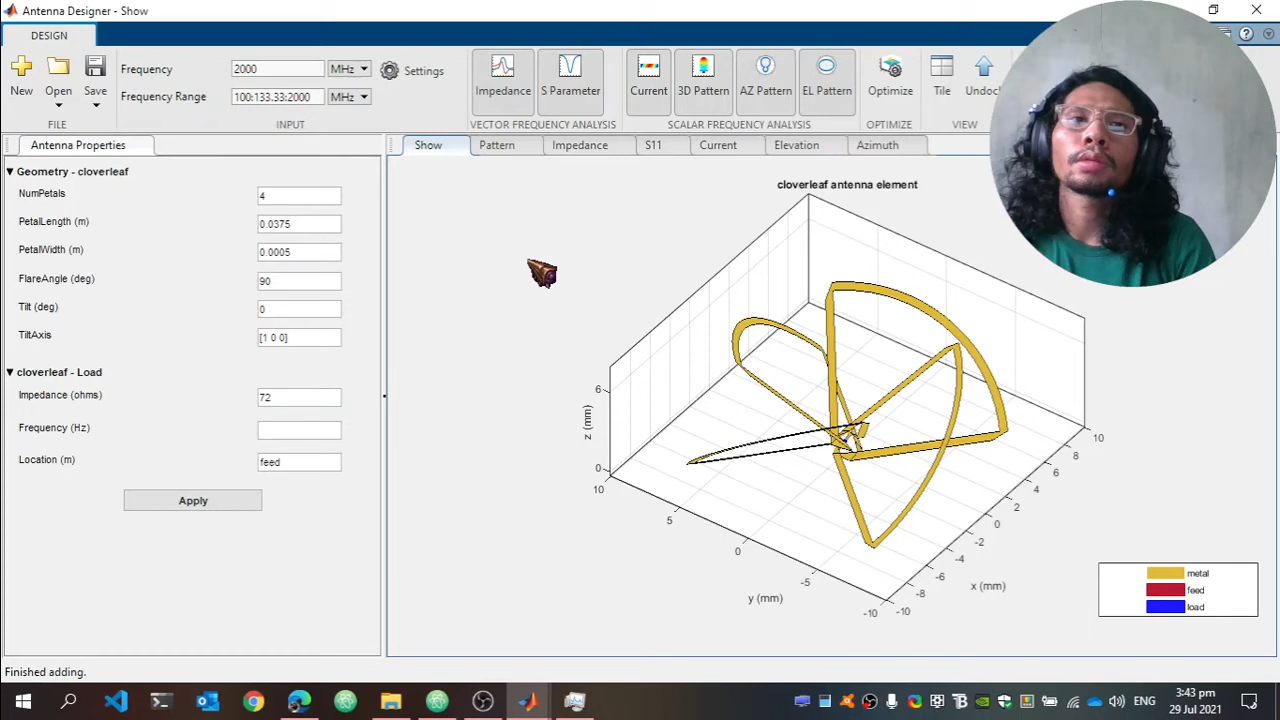 Antenna Designer - Show
DESIGN
New
Open
Save
FILE
Frequency 2000 MHz
Frequency Range 100:133.33:2000 MHz
Settings
INPUT
Impedance
S Parameter
VECTOR FREQUENCY ANALYSIS
Current
3D Pattern
AZ Pattern
EL Pattern
SCALAR FREQUENCY ANALYSIS
Optimize
OPTIMIZE
Tile
VIEW
Antenna Properties
Geometry - cloverleaf
NumPetals 4
PetalLength (m) 0.0375
PetalWidth (m) 0.0005
FlareAngle (deg) 90
Tilt (deg) 0
TiltAxis [1 0 0]
cloverleaf - Load
Impedance (ohms) 72
Frequency (Hz)
Location (m) feed
Apply
Show Pattern Impedance S11 Current Elevation Azimuth
cloverleaf antenna element
z (mm)
6
0
10
5
0
-5
-10
y (mm)
10
8
6
4
2
0
-2
-4
-6
-8
-10
x (mm)
metal
feed
load
Finished adding.
ENG
3:43 pm
29 Jul 2021